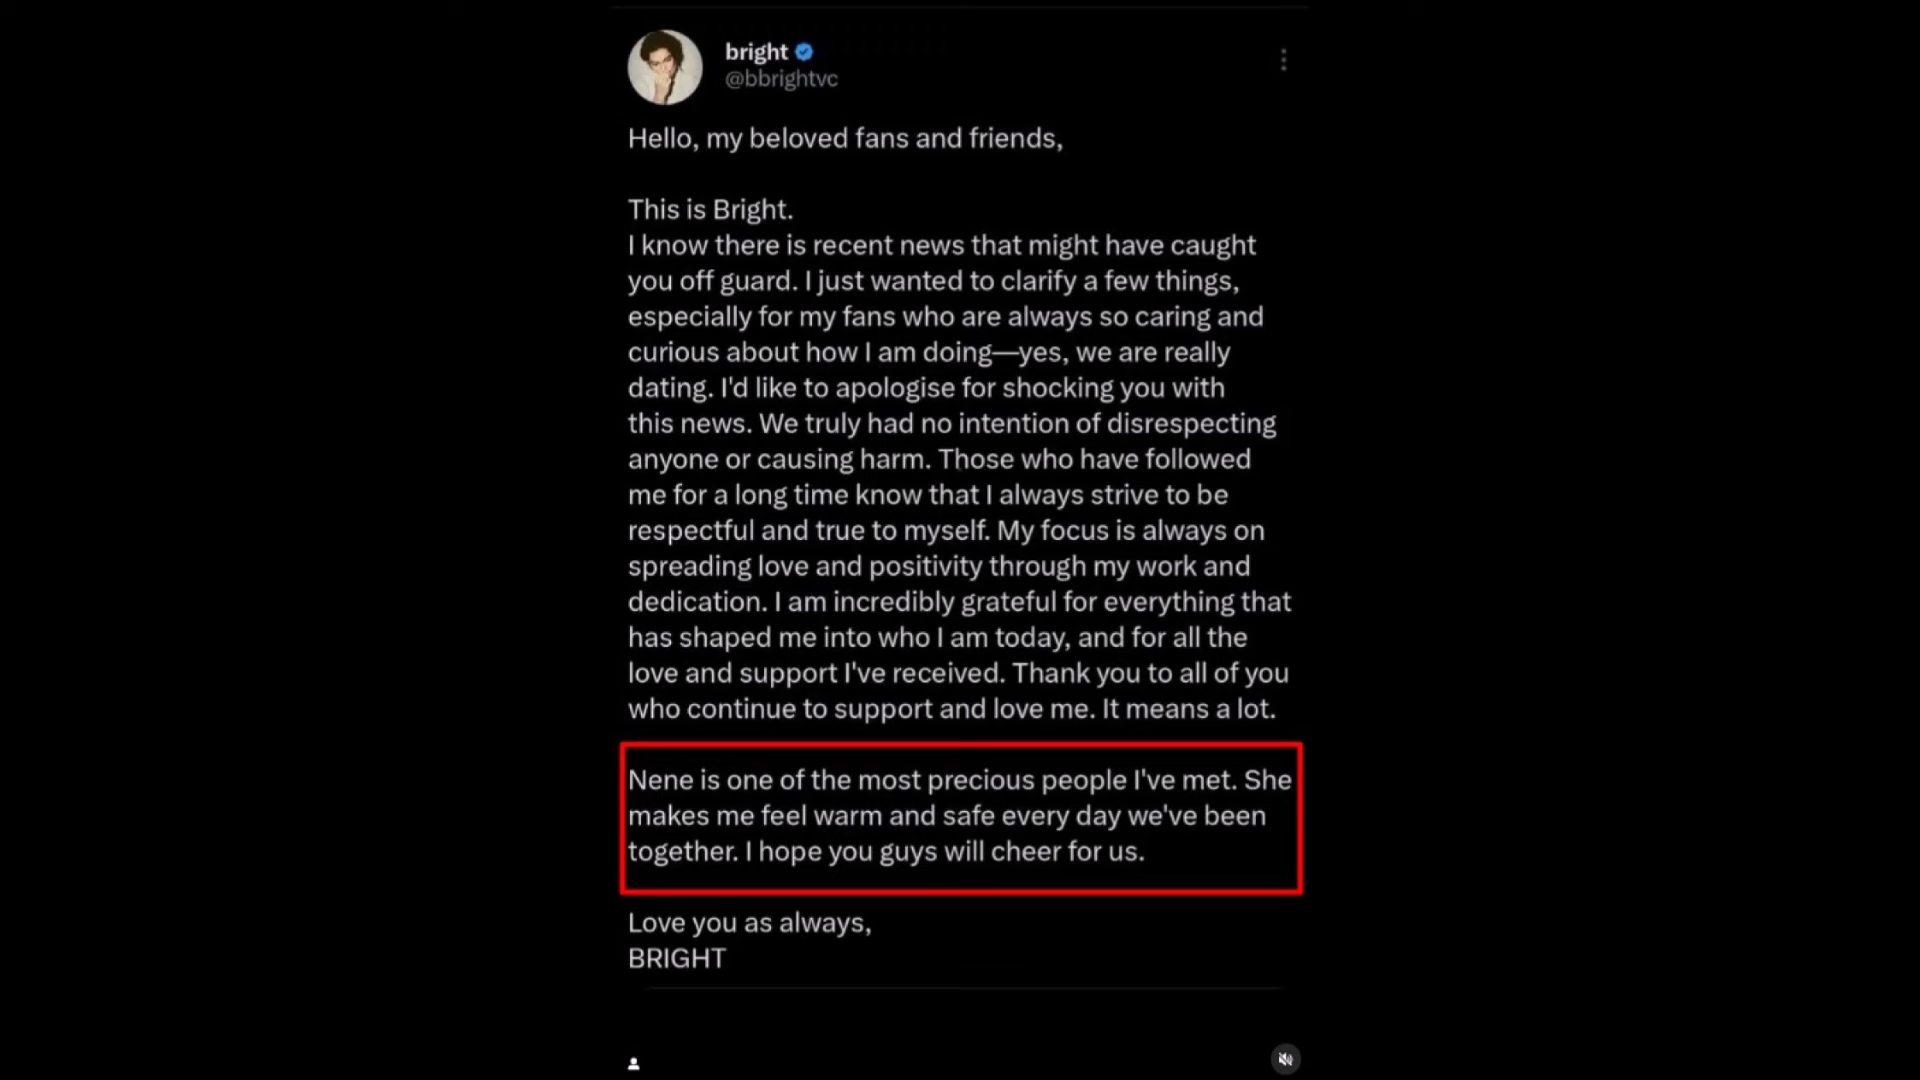 bright
@bbrightvc
Hello, my beloved fans and friends,
This is Bright.
I know there is recent news that might have caught
you off guard. I just wanted to clarify a few things,
especially for my fans who are always so caring and
curious about how I am doing—yes, we are really
dating. I'd like to apologise for shocking you with
this news. We truly had no intention of disrespecting
anyone or causing harm. Those who have followed
me for a long time know that I always strive to be
respectful and true to myself. My focus is always on
spreading love and positivity through my work and
dedication. I am incredibly grateful for everything that
has shaped me into who I am today, and for all the
love and support I've received. Thank you to all of you
who continue to support and love me. It means a lot.
Nene is one of the most precious people I've met. She
makes me feel warm and safe every day we've been
together. I hope you guys will cheer for us.
Love you as always,
BRIGHT